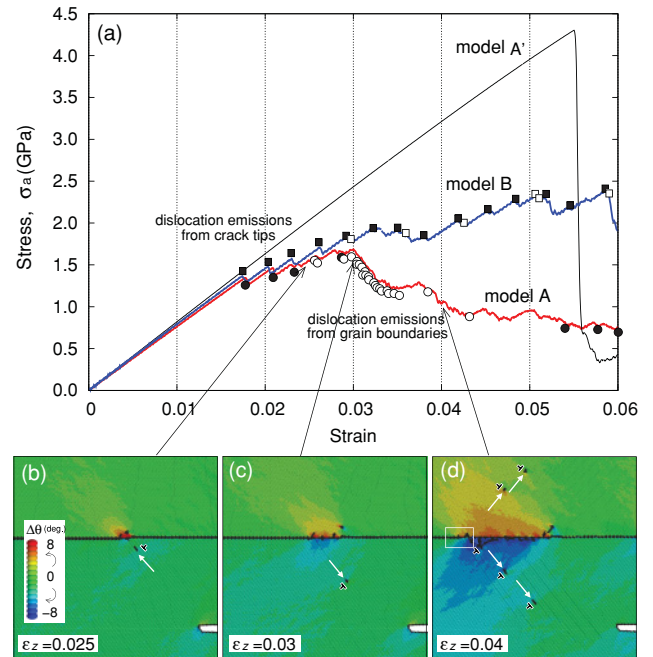 (a)
model A'
model B
model A
dislocation emissions
from crack tips
dislocation emissions
from grain boundaries
Stress, σa (GPa)
4.5
4.0
3.5
3.0
2.5
2.0
1.5
1.0
0.5
0.0
0 0.01 0.02 0.03 0.04 0.05 0.06
Strain
(b) (c) (d)
Δθ (deg.)
8
0
−8
εz=0.025 εz=0.03 εz=0.04